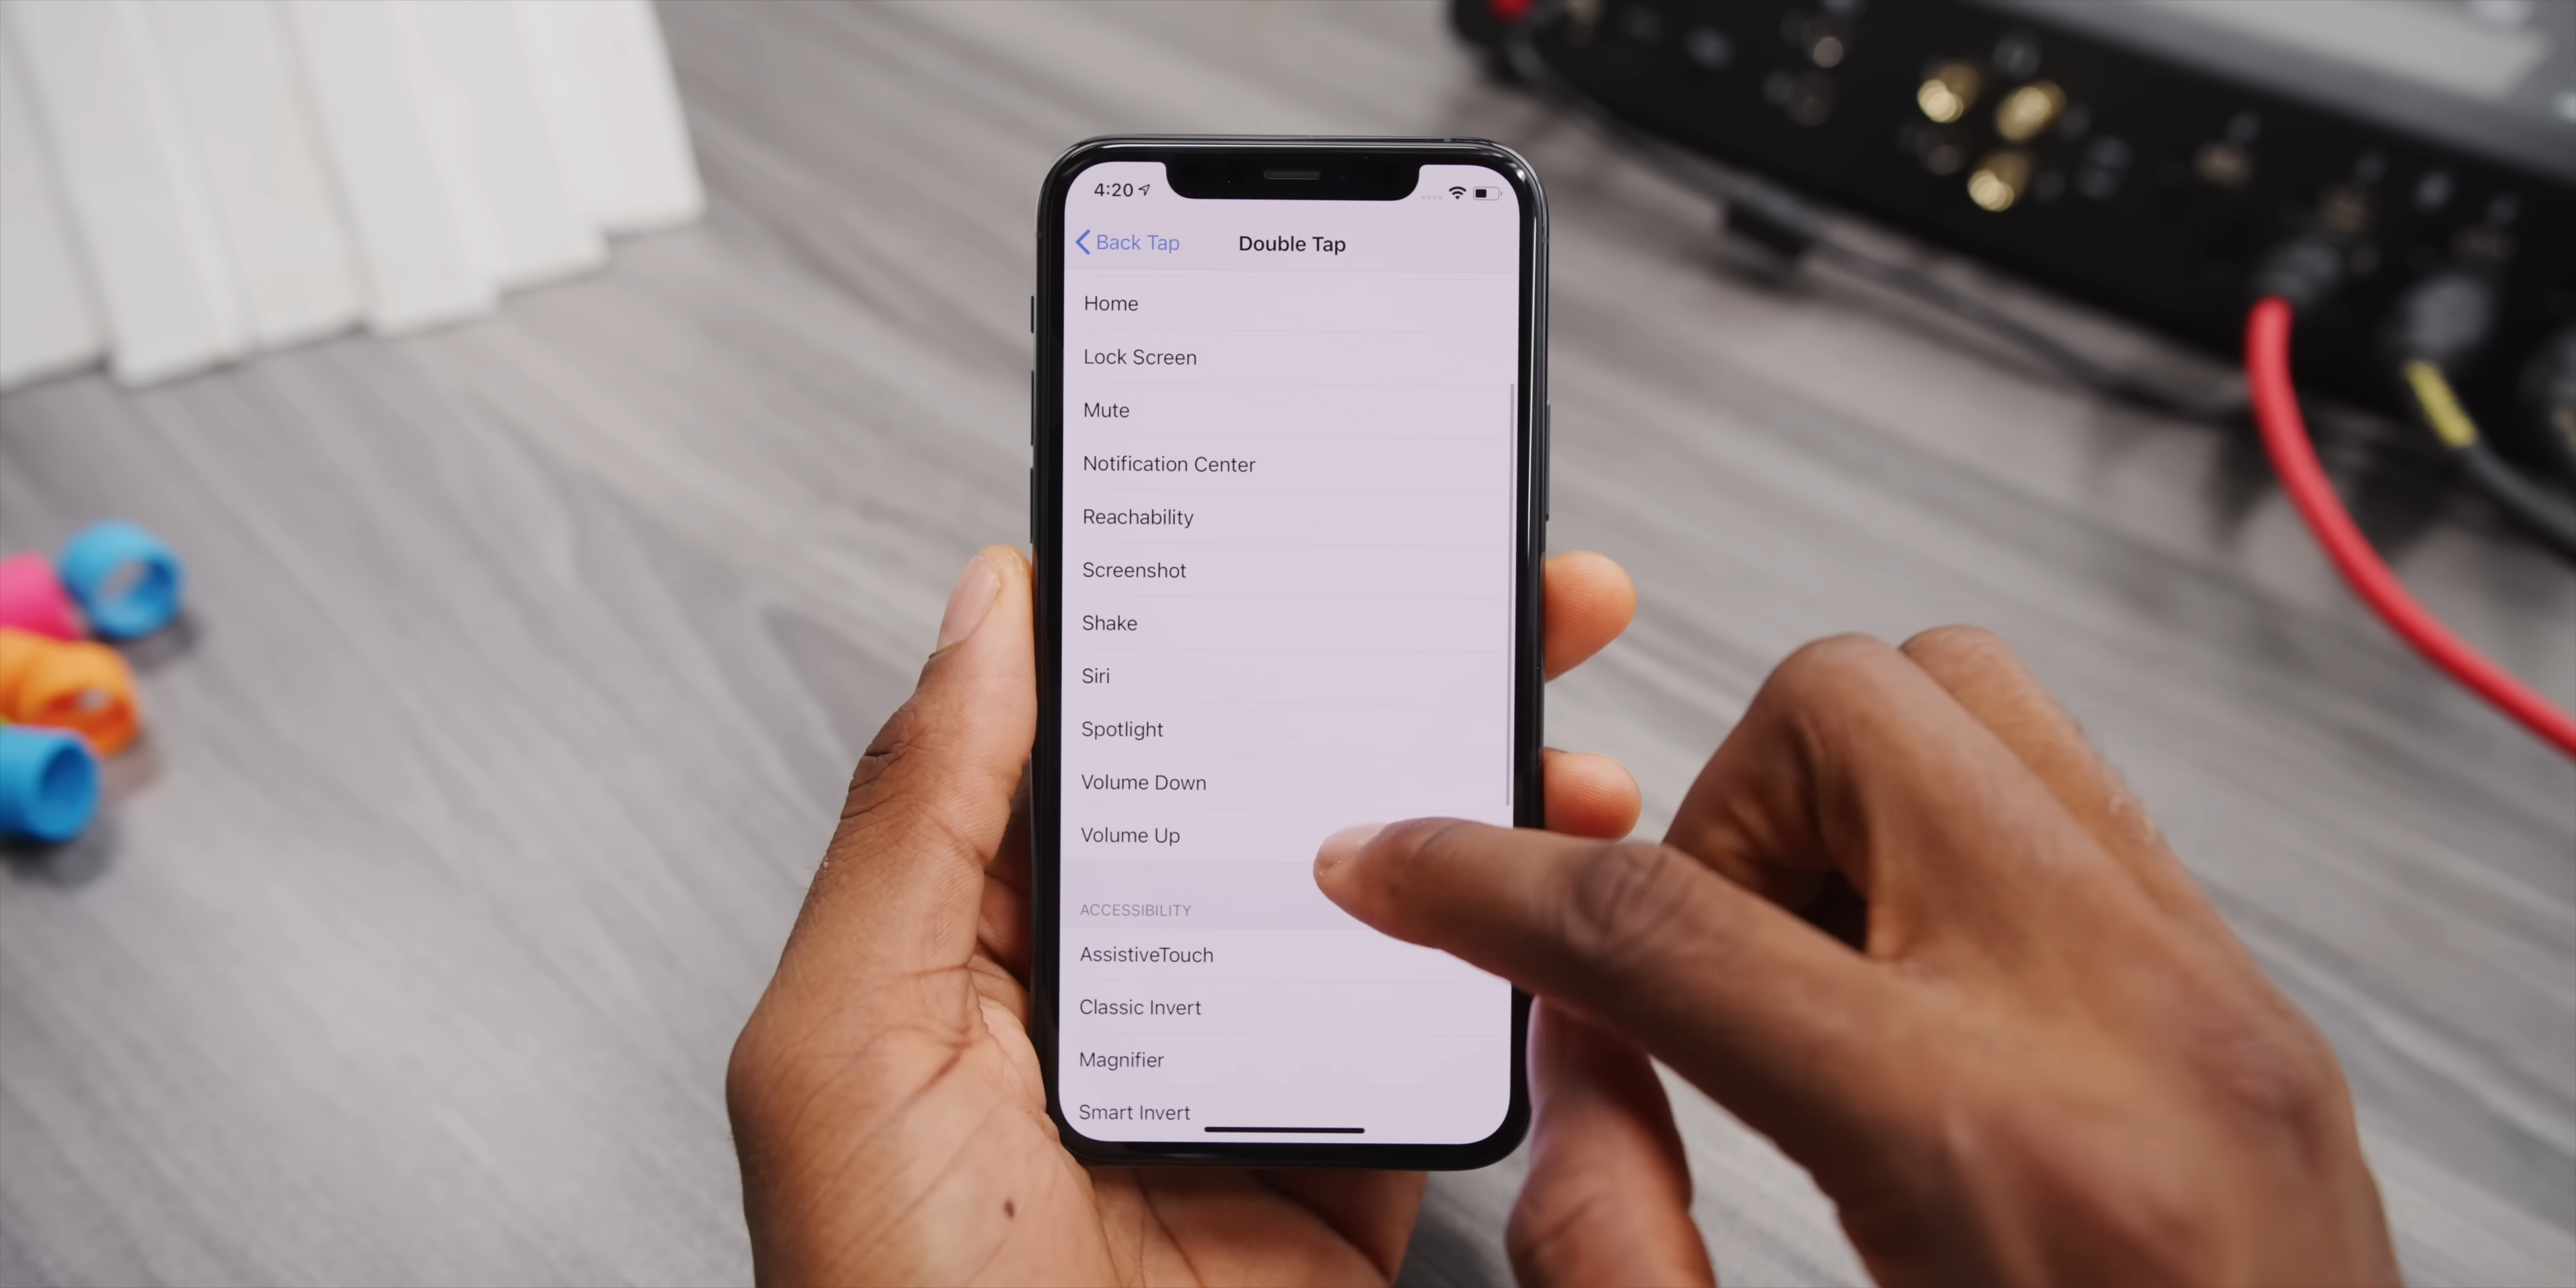 4:20
Back Tap Double Tap
Home
Lock Screen
Mute
Notification Center
Reachability
Screenshot
Shake
Siri
Spotlight
Volume Down
Volume Up
ACCESSIBILITY
AssistiveTouch
Classic Invert
Magnifier
Smart Invert